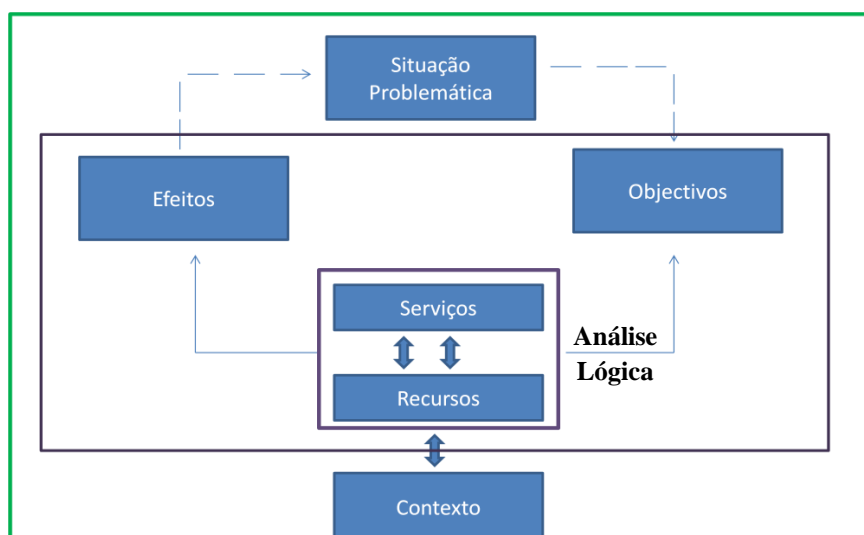 Situação
Problemática
Efeitos
Objectivos
Serviços
Análise
Lógica
Recursos
Contexto